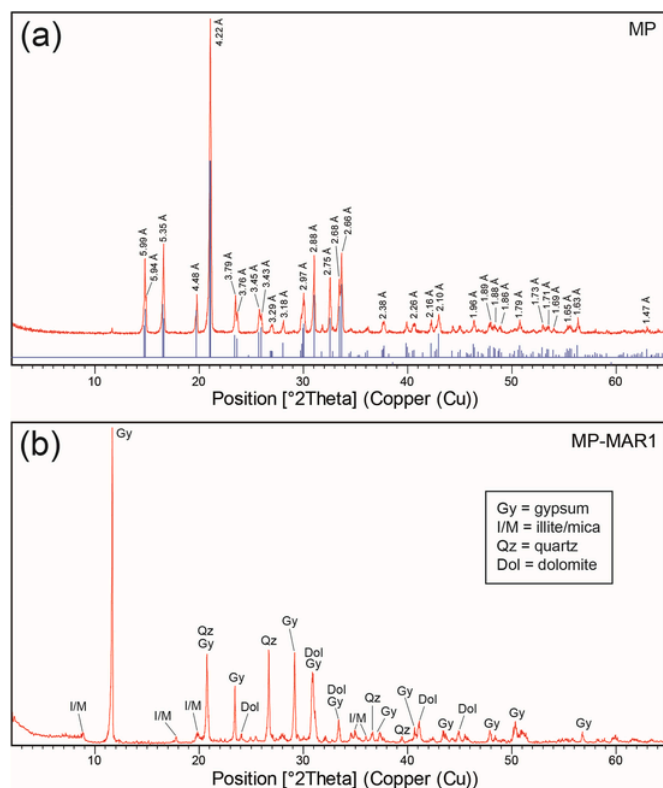 (a)
MP
5.99 Å
5.94 Å
5.35 Å
4.48 Å
4.22 Å
3.79 Å
3.76 Å
3.45 Å
3.43 Å
3.29 Å
3.18 Å
2.97 Å
2.88 Å
2.75 Å
2.68 Å
2.66 Å
2.38 Å
2.26 Å
2.16 Å
2.10 Å
1.96 Å
1.89 Å
1.88 Å
1.86 Å
1.79 Å
1.73 Å
1.71 Å
1.69 Å
1.65 Å
1.63 Å
1.47 Å
10 20 30 40 50 60
Position [°2Theta] (Copper (Cu))
(b)
MP-MAR1
Gy
Gy = gypsum
I/M = illite/mica
Qz = quartz
Dol = dolomite
I/M
I/M
I/M
Qz
Gy
Gy
Dol
Qz
Gy
Dol
Gy
Dol
Gy
I/M
Qz
Gy
Qz
Gy
Dol
Gy
Dol
Gy
Gy
Gy
10 20 30 40 50 60
Position [°2Theta] (Copper (Cu))